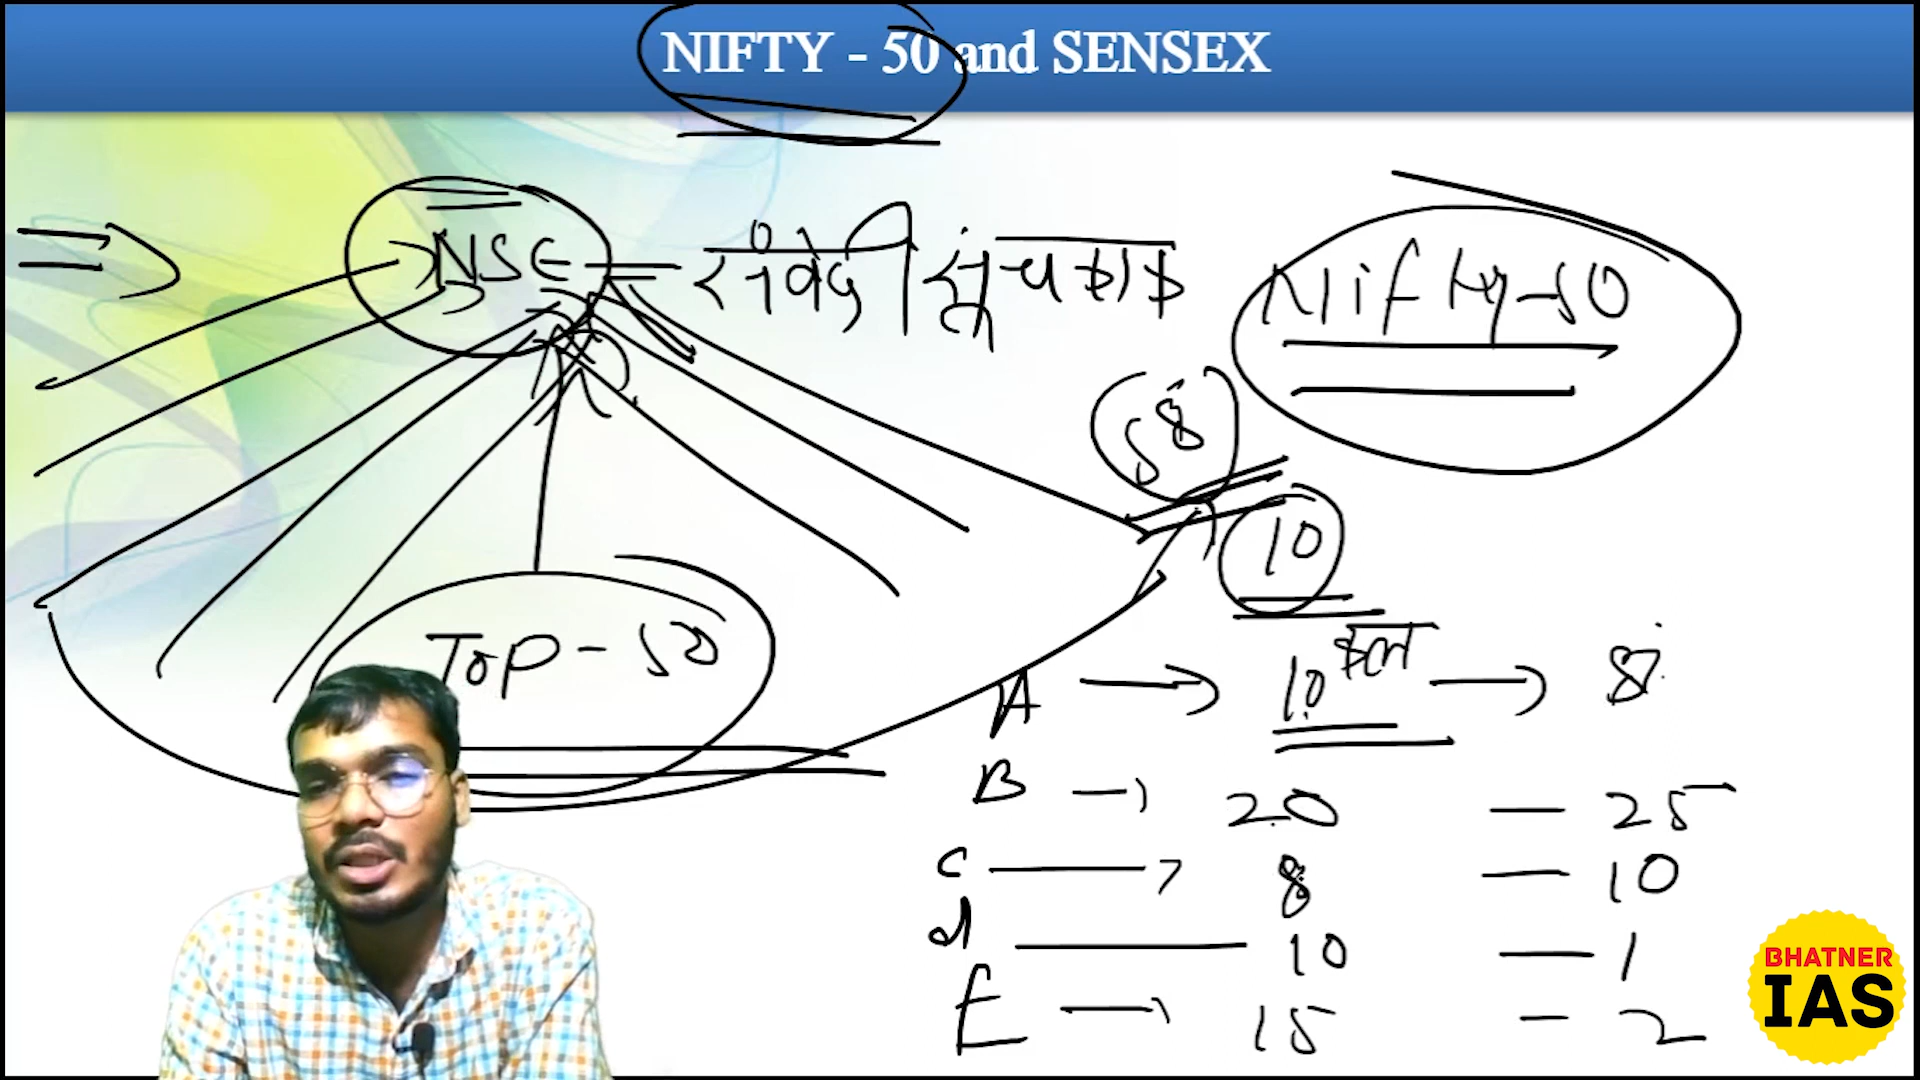 NIFTY - 50 and SENSEX
NSE = संवेदी सूचकांक Nifty-50
58
10
Top - 50
A → 10 कल → 8
B → 20 - 25
C → 8 - 10
d - 10 - 1
E → 15 - 2
BHATNER
IAS